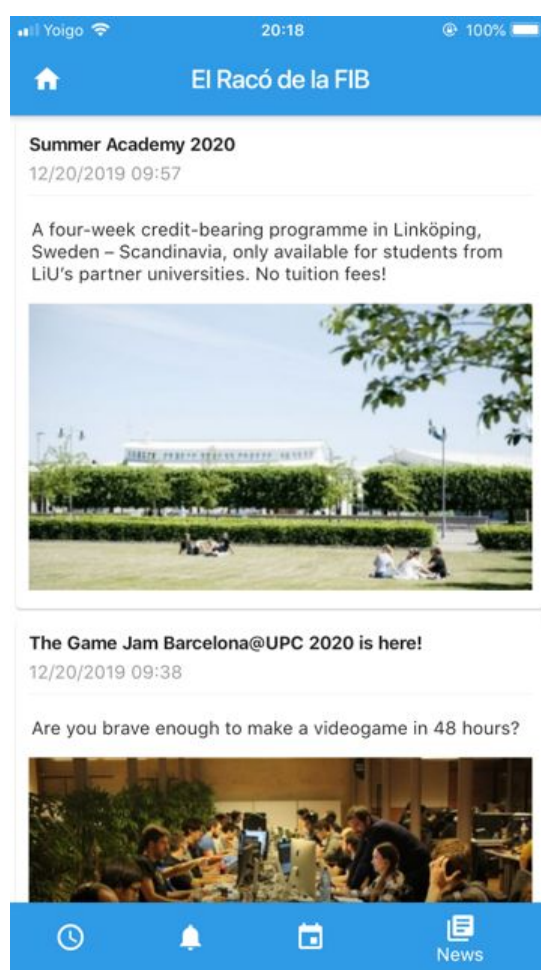 Yoigo 20:18 100%
El Racó de la FIB
Summer Academy 2020
12/20/2019 09:57
A four-week credit-bearing programme in Linköping,
Sweden – Scandinavia, only available for students from
LiU's partner universities. No tuition fees!
The Game Jam Barcelona@UPC 2020 is here!
12/20/2019 09:38
Are you brave enough to make a videogame in 48 hours?
News